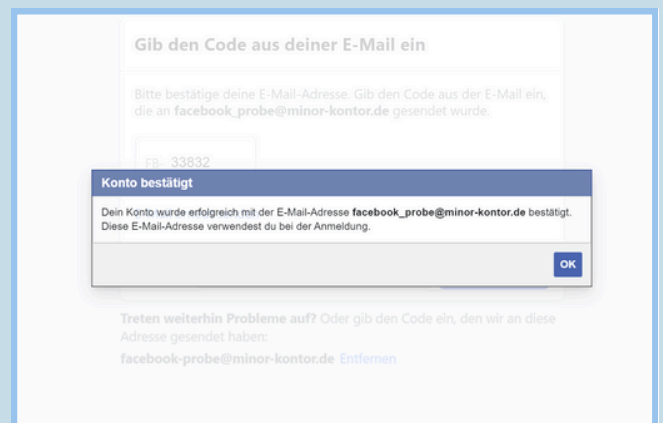 Gib den Code aus deiner E-Mail ein
Bitte bestätige deine E-Mail-Adresse. Gib den Code aus der E-Mail ein,
die an facebook_probe@minor-kontor.de gesendet wurde.
FB- 33832
Konto bestätigt
Dein Konto wurde erfolgreich mit der E-Mail-Adresse facebook_probe@minor-kontor.de bestätigt.
Diese E-Mail-Adresse verwendest du bei der Anmeldung.
OK
Treten weiterhin Probleme auf? Oder gib den Code ein, den wir an diese
Adresse gesendet haben:
facebook-probe@minor-kontor.de Entfernen